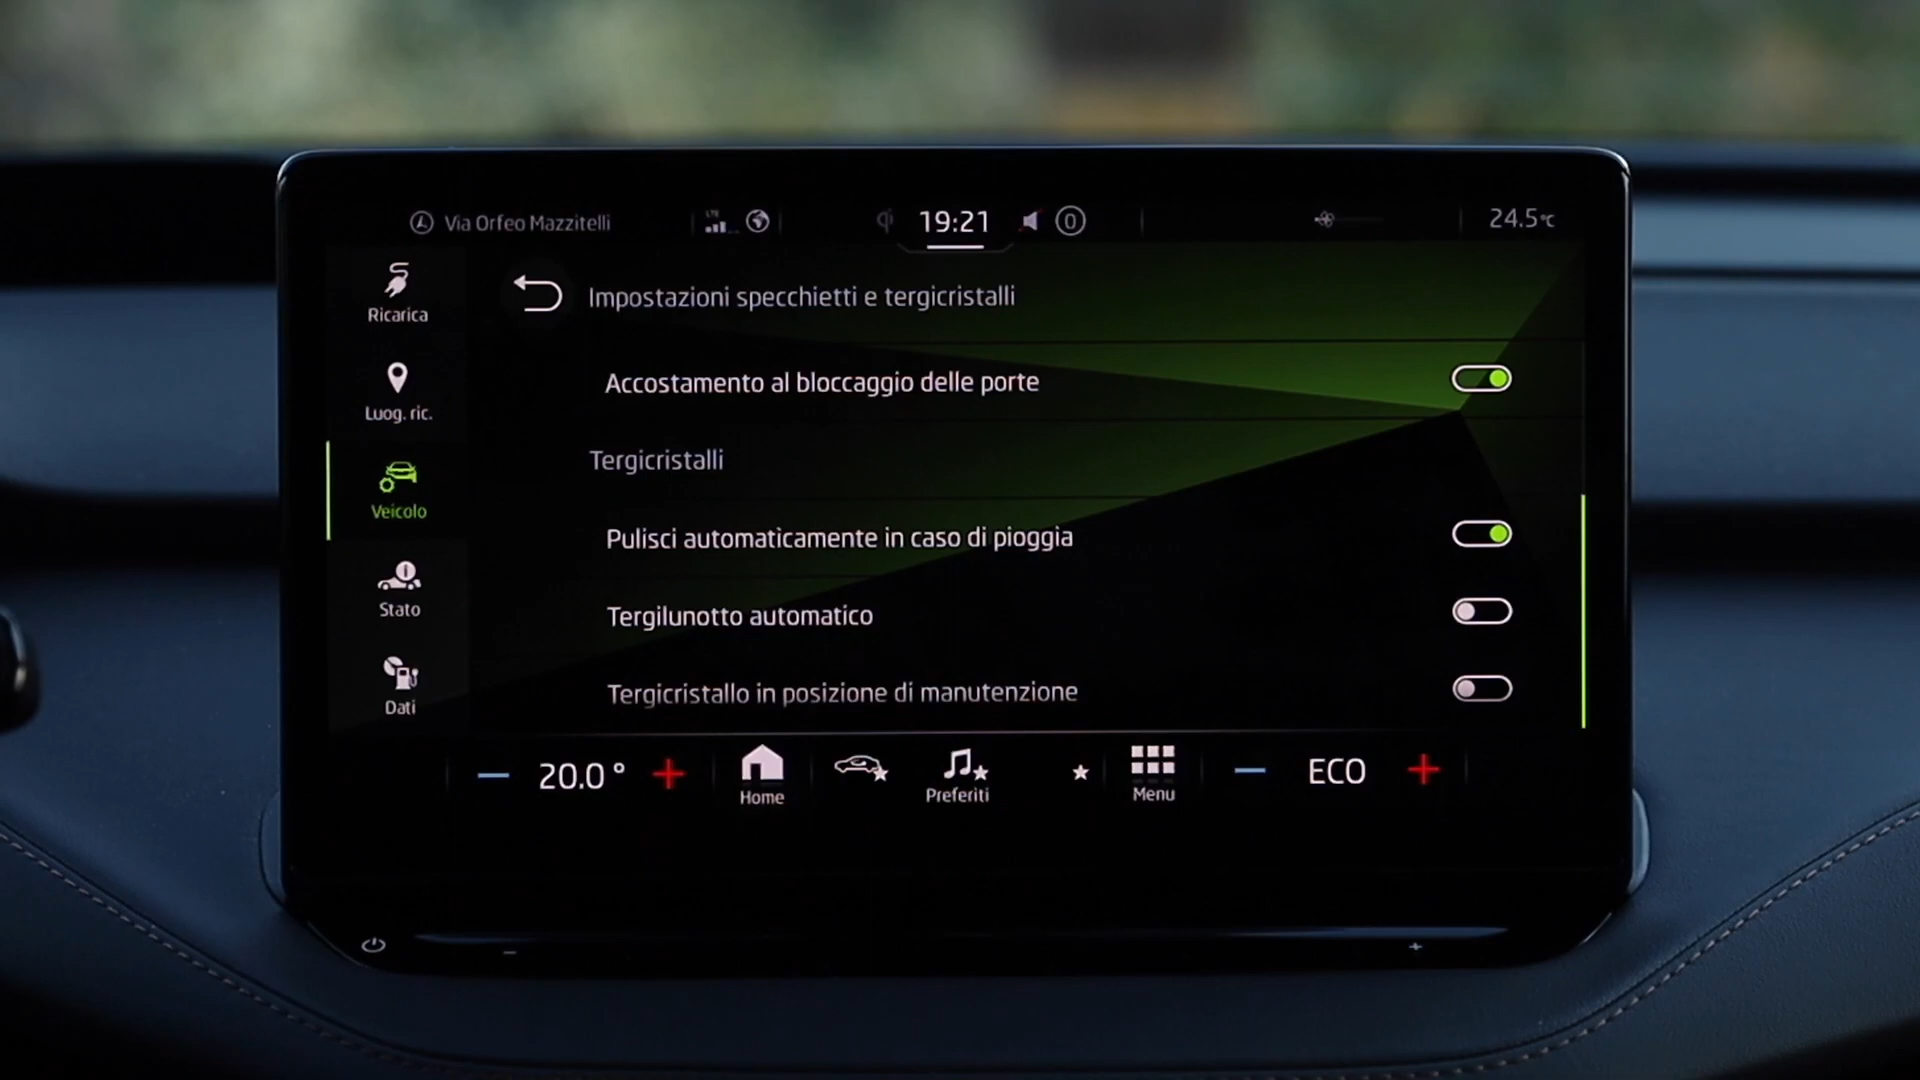 Via Orfeo Mazzitelli
LTE
19:21
0
24.5°C
Ricarica
Luog. ric.
Veicolo
Stato
Dati
Impostazioni specchietti e tergicristalli
Accostamento al bloccaggio delle porte
Tergicristalli
Pulisci automaticamente in caso di pioggia
Tergilunotto automatico
Tergicristallo in posizione di manutenzione
− 20.0° +
Home
Preferiti
Menu
− ECO +
− +